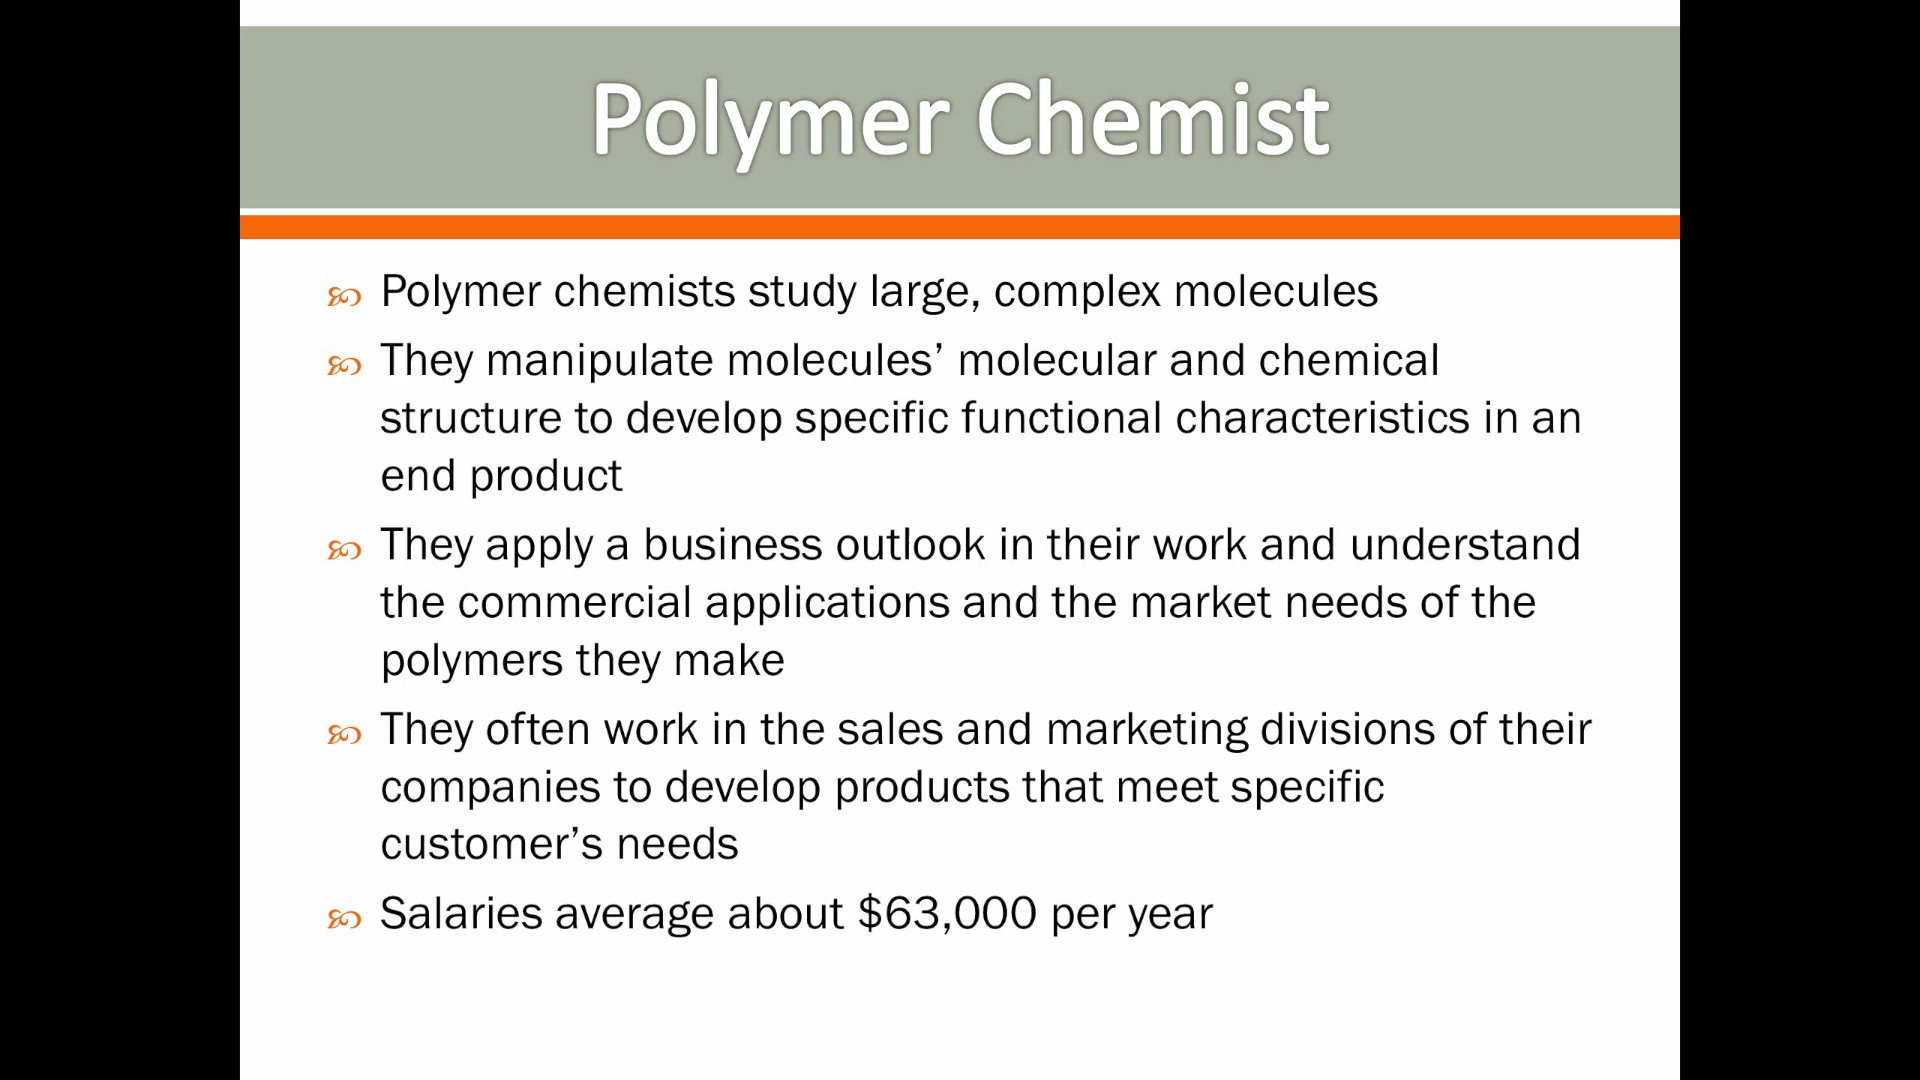 Polymer Chemist
Polymer chemists study large, complex molecules
They manipulate molecules’ molecular and chemical
structure to develop specific functional characteristics in an
end product
They apply a business outlook in their work and understand
the commercial applications and the market needs of the
polymers they make
They often work in the sales and marketing divisions of their
companies to develop products that meet specific
customer’s needs
Salaries average about $63,000 per year